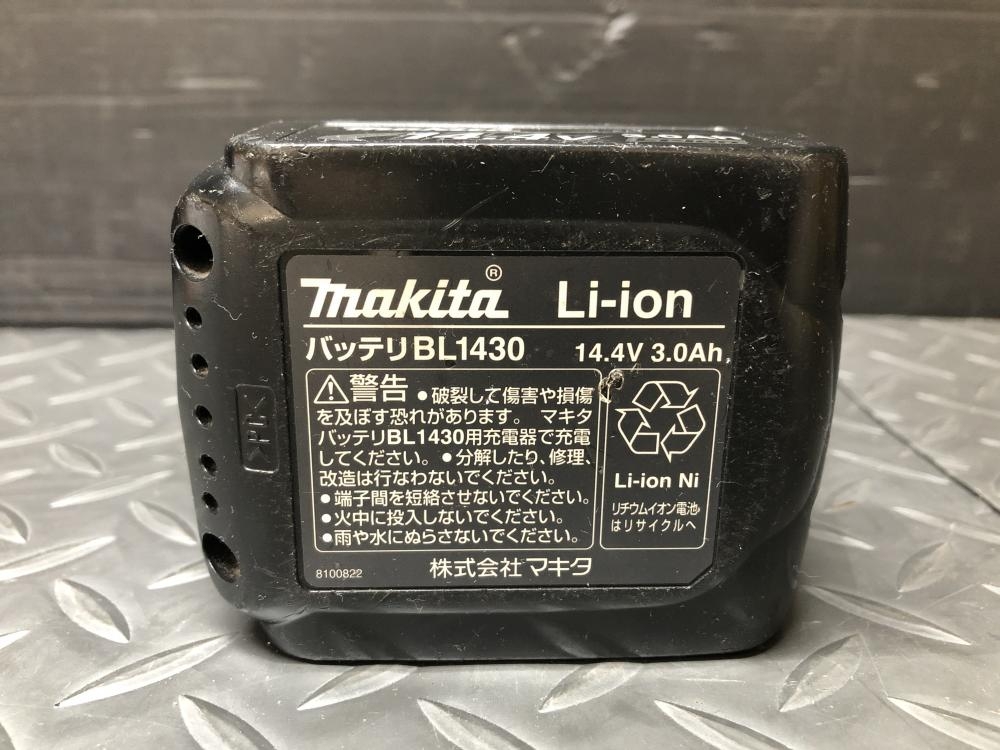 makita® Li-ion
バッテリBL1430 14.4V 3.0Ah
警告 ●破裂して傷害や損傷
を及ぼす恐れがあります。 マキタ
バッテリBL1430用充電器で充電
してください。 ●分解したり、修理、
改造は行なわないでください。
●端子間を短絡させないでください。
●火中に投入しないでください。
●雨や水にぬらさないでください。
Li-ion Ni
リチウムイオン電池
はリサイクルへ
8100822 株式会社マキタ
>PA<